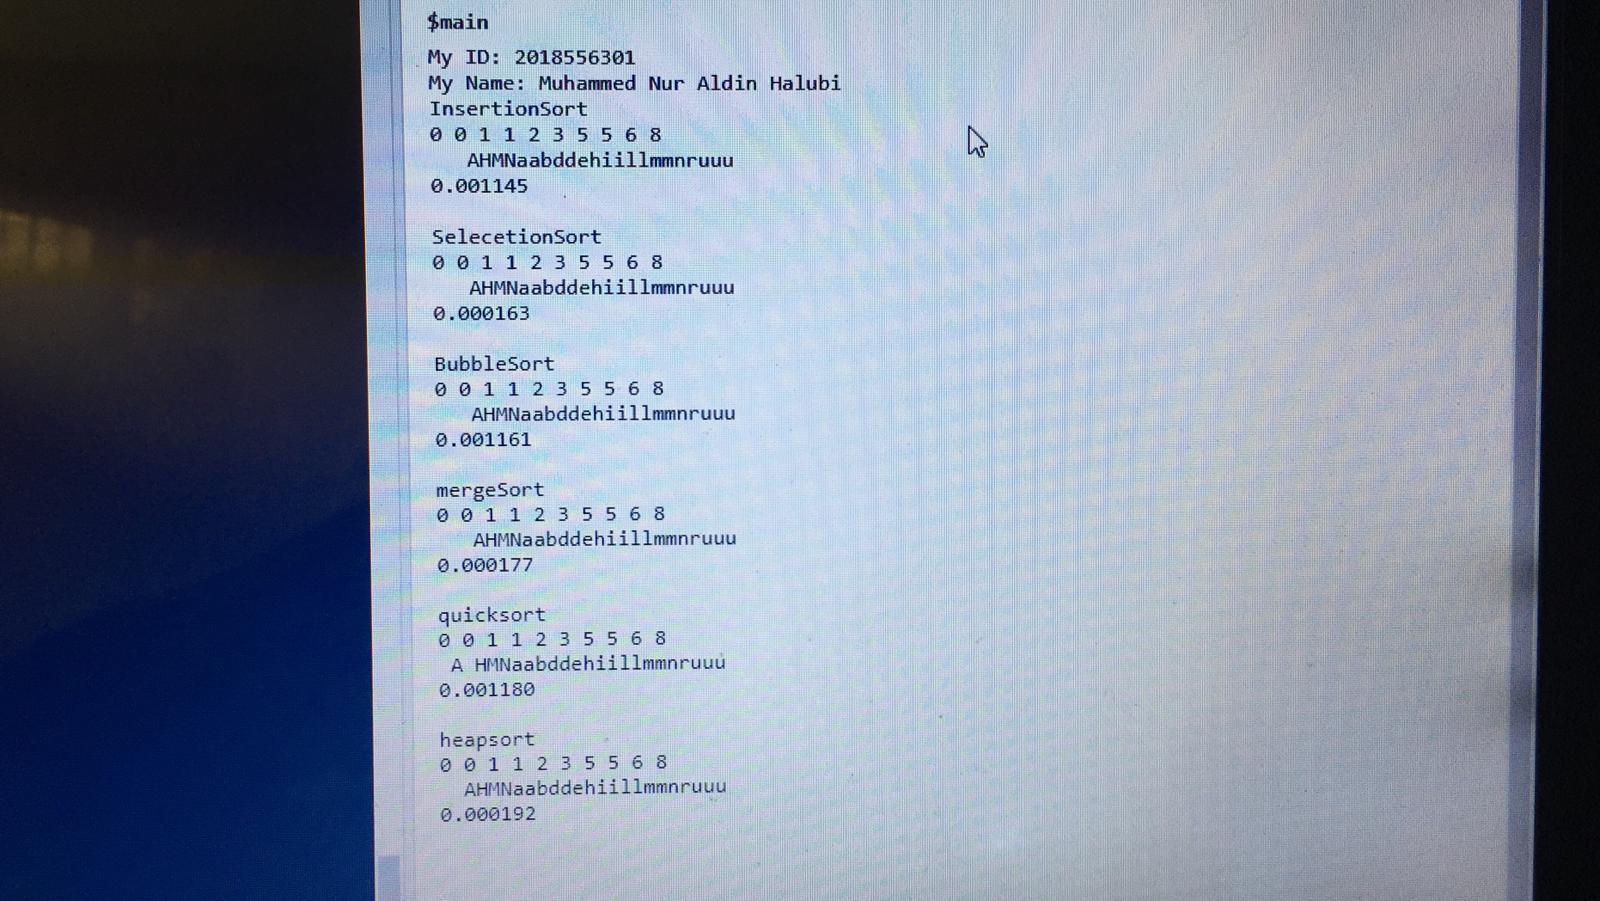 $main
My ID: 2018556301
My Name: Muhammed Nur Aldin Halubi
InsertionSort
0 0 1 1 2 3 5 5 6 8
   AHMNaabddehiillmmnruuu
0.001145
SelecetionSort
0 0 1 1 2 3 5 5 6 8
   AHMNaabddehiillmmnruuu
0.000163
BubbleSort
0 0 1 1 2 3 5 5 6 8
   AHMNaabddehiillmmnruuu
0.001161
mergeSort
0 0 1 1 2 3 5 5 6 8
   AHMNaabddehiillmmnruuu
0.000177
quicksort
0 0 1 1 2 3 5 5 6 8
 A HMNaabddehiillmmnruuu
0.001180
heapsort
0 0 1 1 2 3 5 5 6 8
  AHMNaabddehiillmmnruuu
0.000192